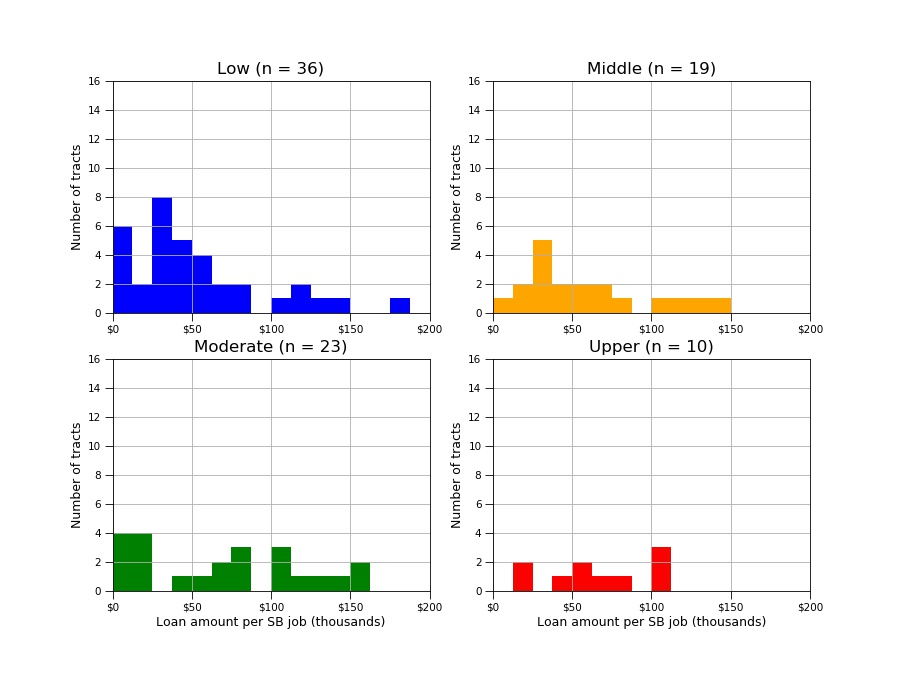 Low (n = 36)
Number of tracts
16
14
12
10
8
6
4
2
0
$0 $50 $100 $150 $200
Middle (n = 19)
Number of tracts
16
14
12
10
8
6
4
2
0
$0 $50 $100 $150 $200
Moderate (n = 23)
Number of tracts
16
14
12
10
8
6
4
2
0
$0 $50 $100 $150 $200
Loan amount per SB job (thousands)
Upper (n = 10)
Number of tracts
16
14
12
10
8
6
4
2
0
$0 $50 $100 $150 $200
Loan amount per SB job (thousands)